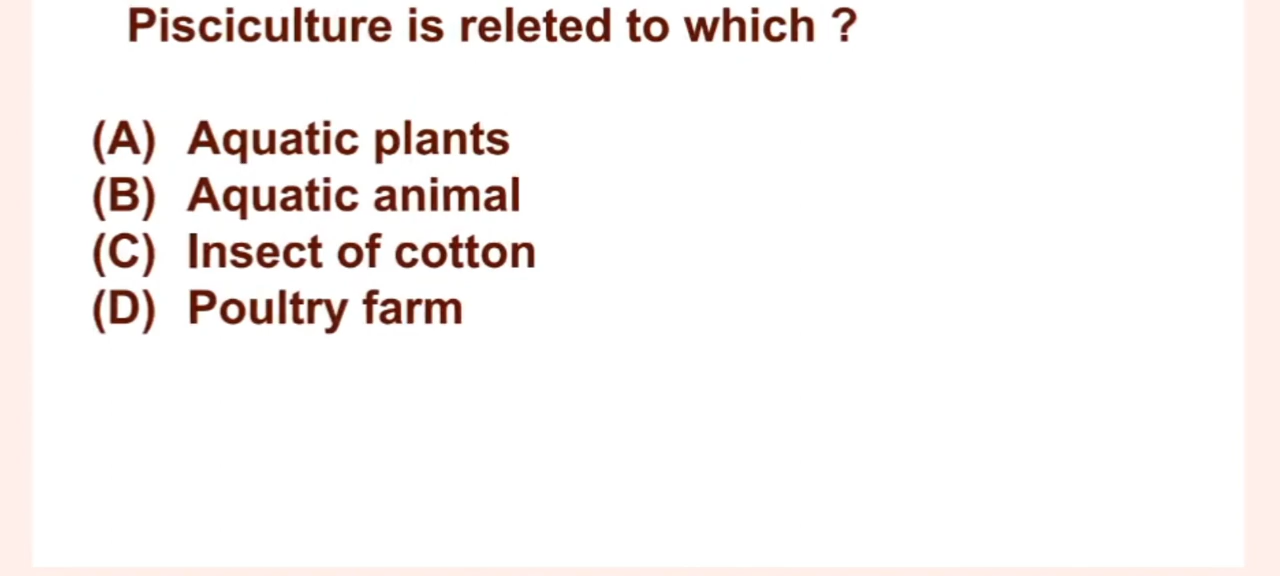 Pisciculture is releted to which ?
(A) Aquatic plants
(B) Aquatic animal
(C) Insect of cotton
(D) Poultry farm